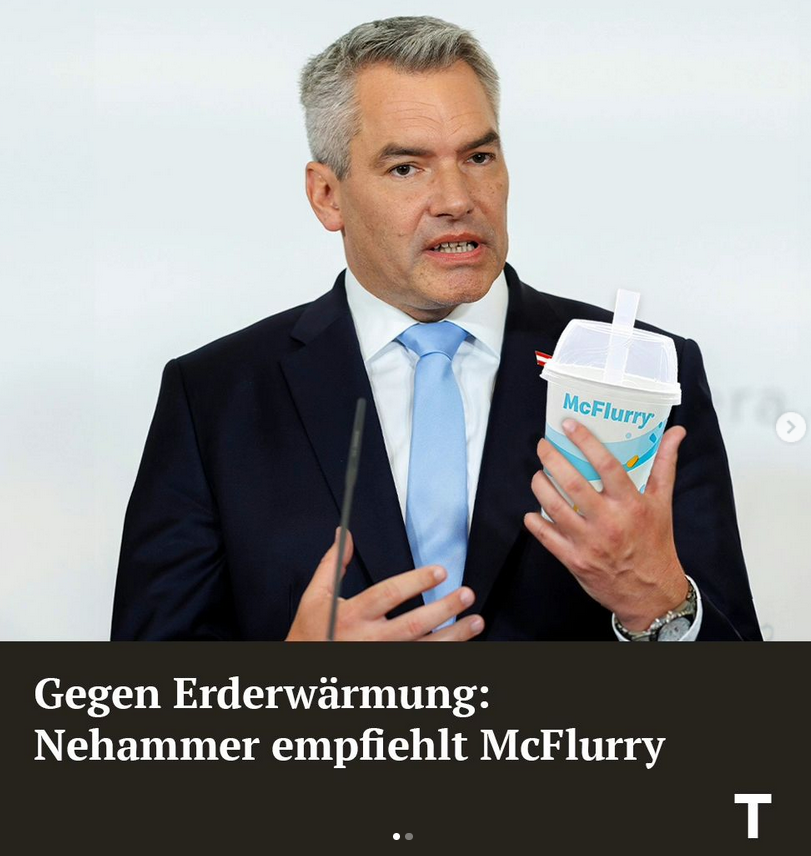 McFlurry
Gegen Erderwärmung:
Nehammer empfiehlt McFlurry
T